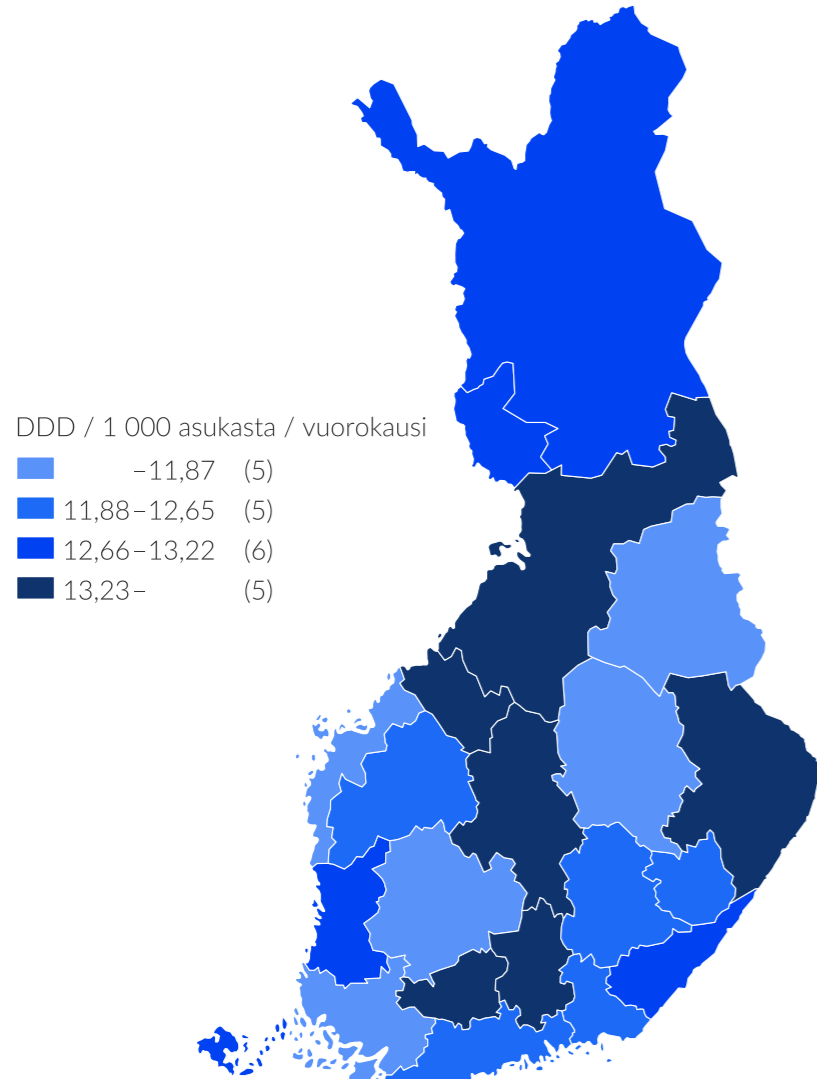 DDD / 1 000 asukasta / vuorokausi
–11,87 (5)
11,88–12,65 (5)
12,66–13,22 (6)
13,23– (5)